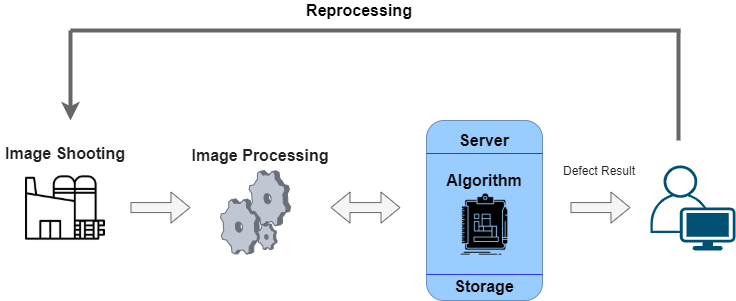 Reprocessing
Image Shooting
Image Processing
Server
Algorithm
Storage
Defect Result